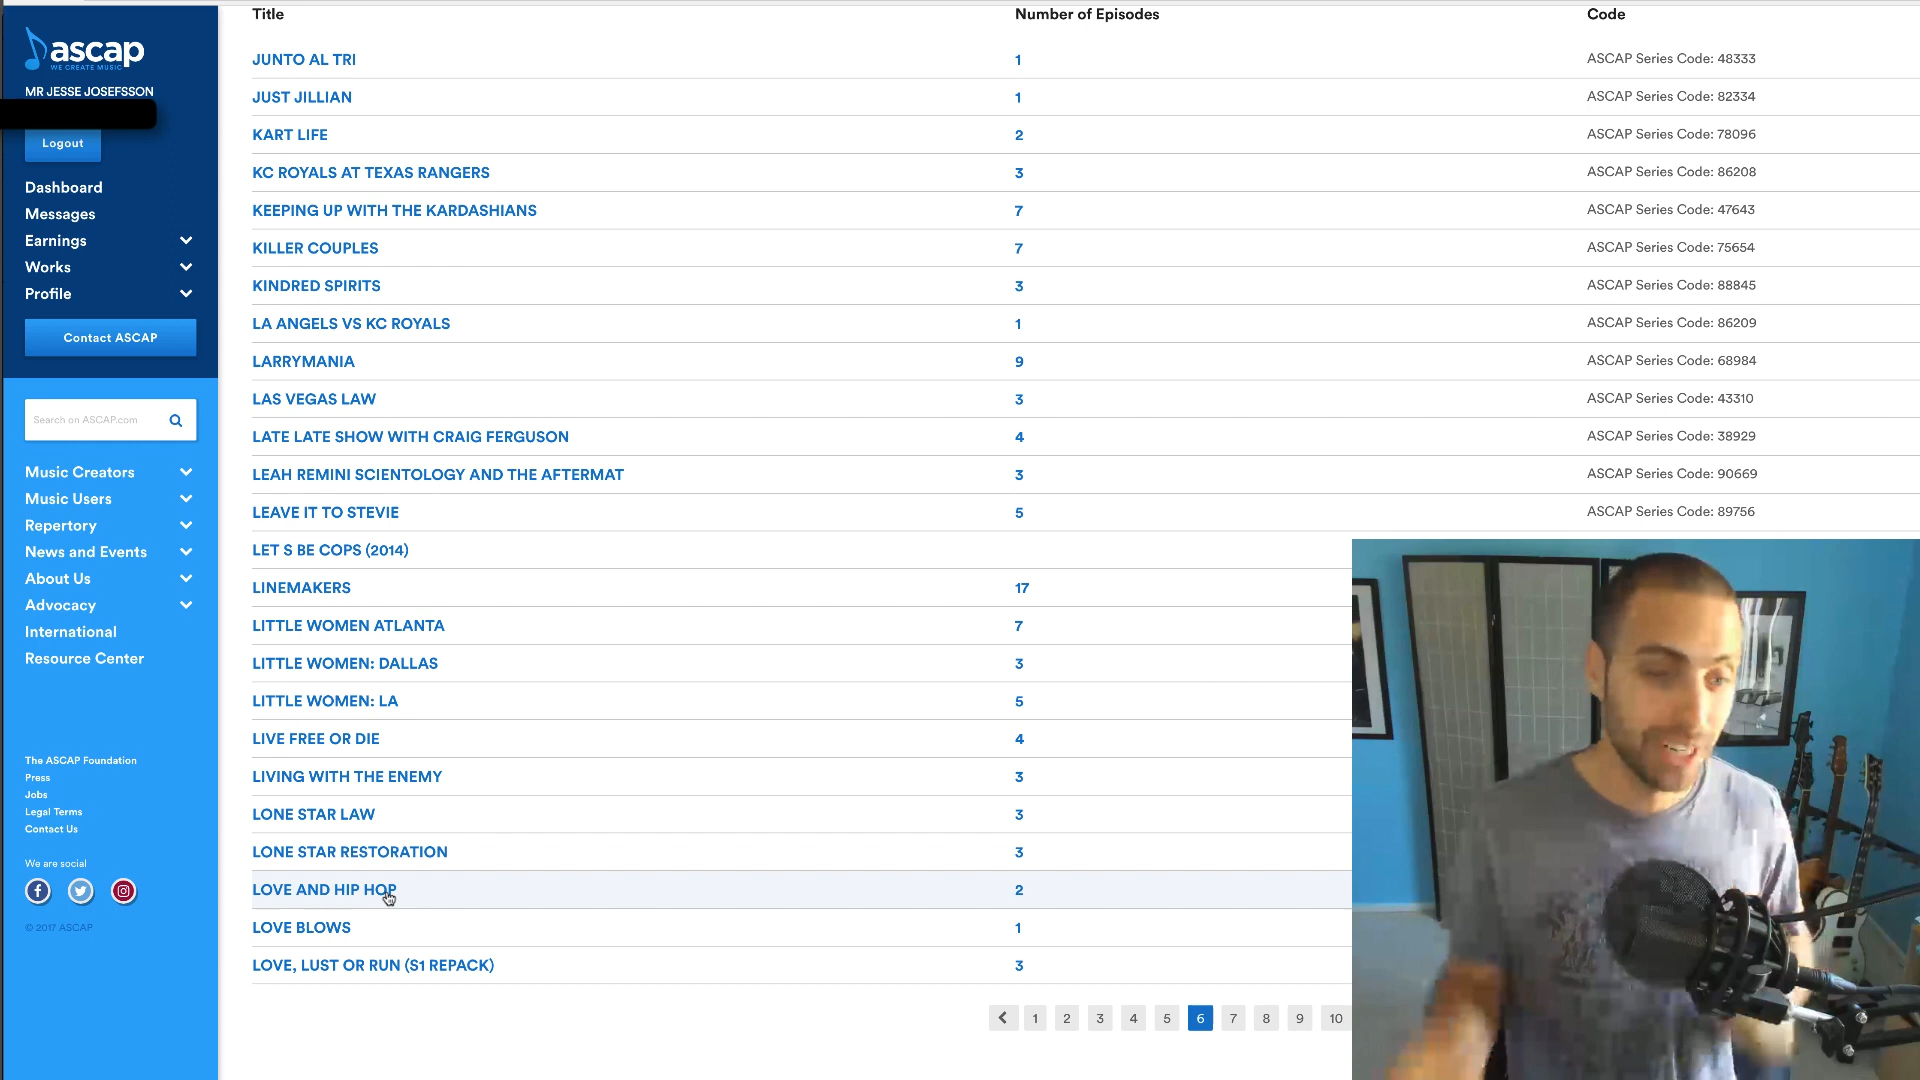 ascap
WE CREATE MUSIC
MR JESSE JOSEFSSON
Logout
Dashboard
Messages
Earnings
Works
Profile
Contact ASCAP
Search on ASCAP.com
Music Creators
Music Users
Repertory
News and Events
About Us
Advocacy
International
Resource Center
The ASCAP Foundation
Press
Jobs
Legal Terms
Contact Us
We are social
© 2017 ASCAP
Title Number of Episodes Code
JUNTO AL TRI 1 ASCAP Series Code: 48333
JUST JILLIAN 1 ASCAP Series Code: 82334
KART LIFE 2 ASCAP Series Code: 78096
KC ROYALS AT TEXAS RANGERS 3 ASCAP Series Code: 86208
KEEPING UP WITH THE KARDASHIANS 7 ASCAP Series Code: 47643
KILLER COUPLES 7 ASCAP Series Code: 75654
KINDRED SPIRITS 3 ASCAP Series Code: 88845
LA ANGELS VS KC ROYALS 1 ASCAP Series Code: 86209
LARRYMANIA 9 ASCAP Series Code: 68984
LAS VEGAS LAW 3 ASCAP Series Code: 43310
LATE LATE SHOW WITH CRAIG FERGUSON 4 ASCAP Series Code: 38929
LEAH REMINI SCIENTOLOGY AND THE AFTERMAT 3 ASCAP Series Code: 90669
LEAVE IT TO STEVIE 5 ASCAP Series Code: 89756
LET S BE COPS (2014)
LINEMAKERS 17
LITTLE WOMEN ATLANTA 7
LITTLE WOMEN: DALLAS 3
LITTLE WOMEN: LA 5
LIVE FREE OR DIE 4
LIVING WITH THE ENEMY 3
LONE STAR LAW 3
LONE STAR RESTORATION 3
LOVE AND HIP HOP 2
LOVE BLOWS 1
LOVE, LUST OR RUN (S1 REPACK) 3
1 2 3 4 5 6 7 8 9 10